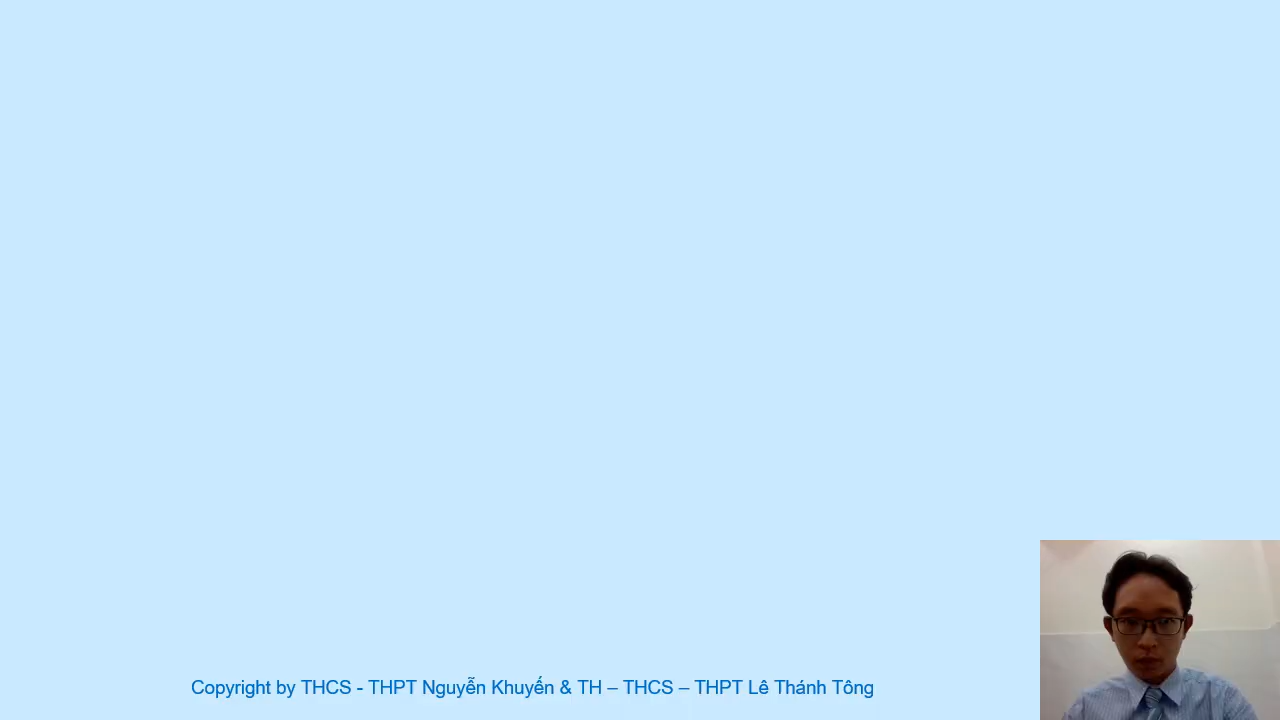 Copyright by THCS - THPT Nguyễn Khuyến & TH – THCS – THPT Lê Thánh Tông